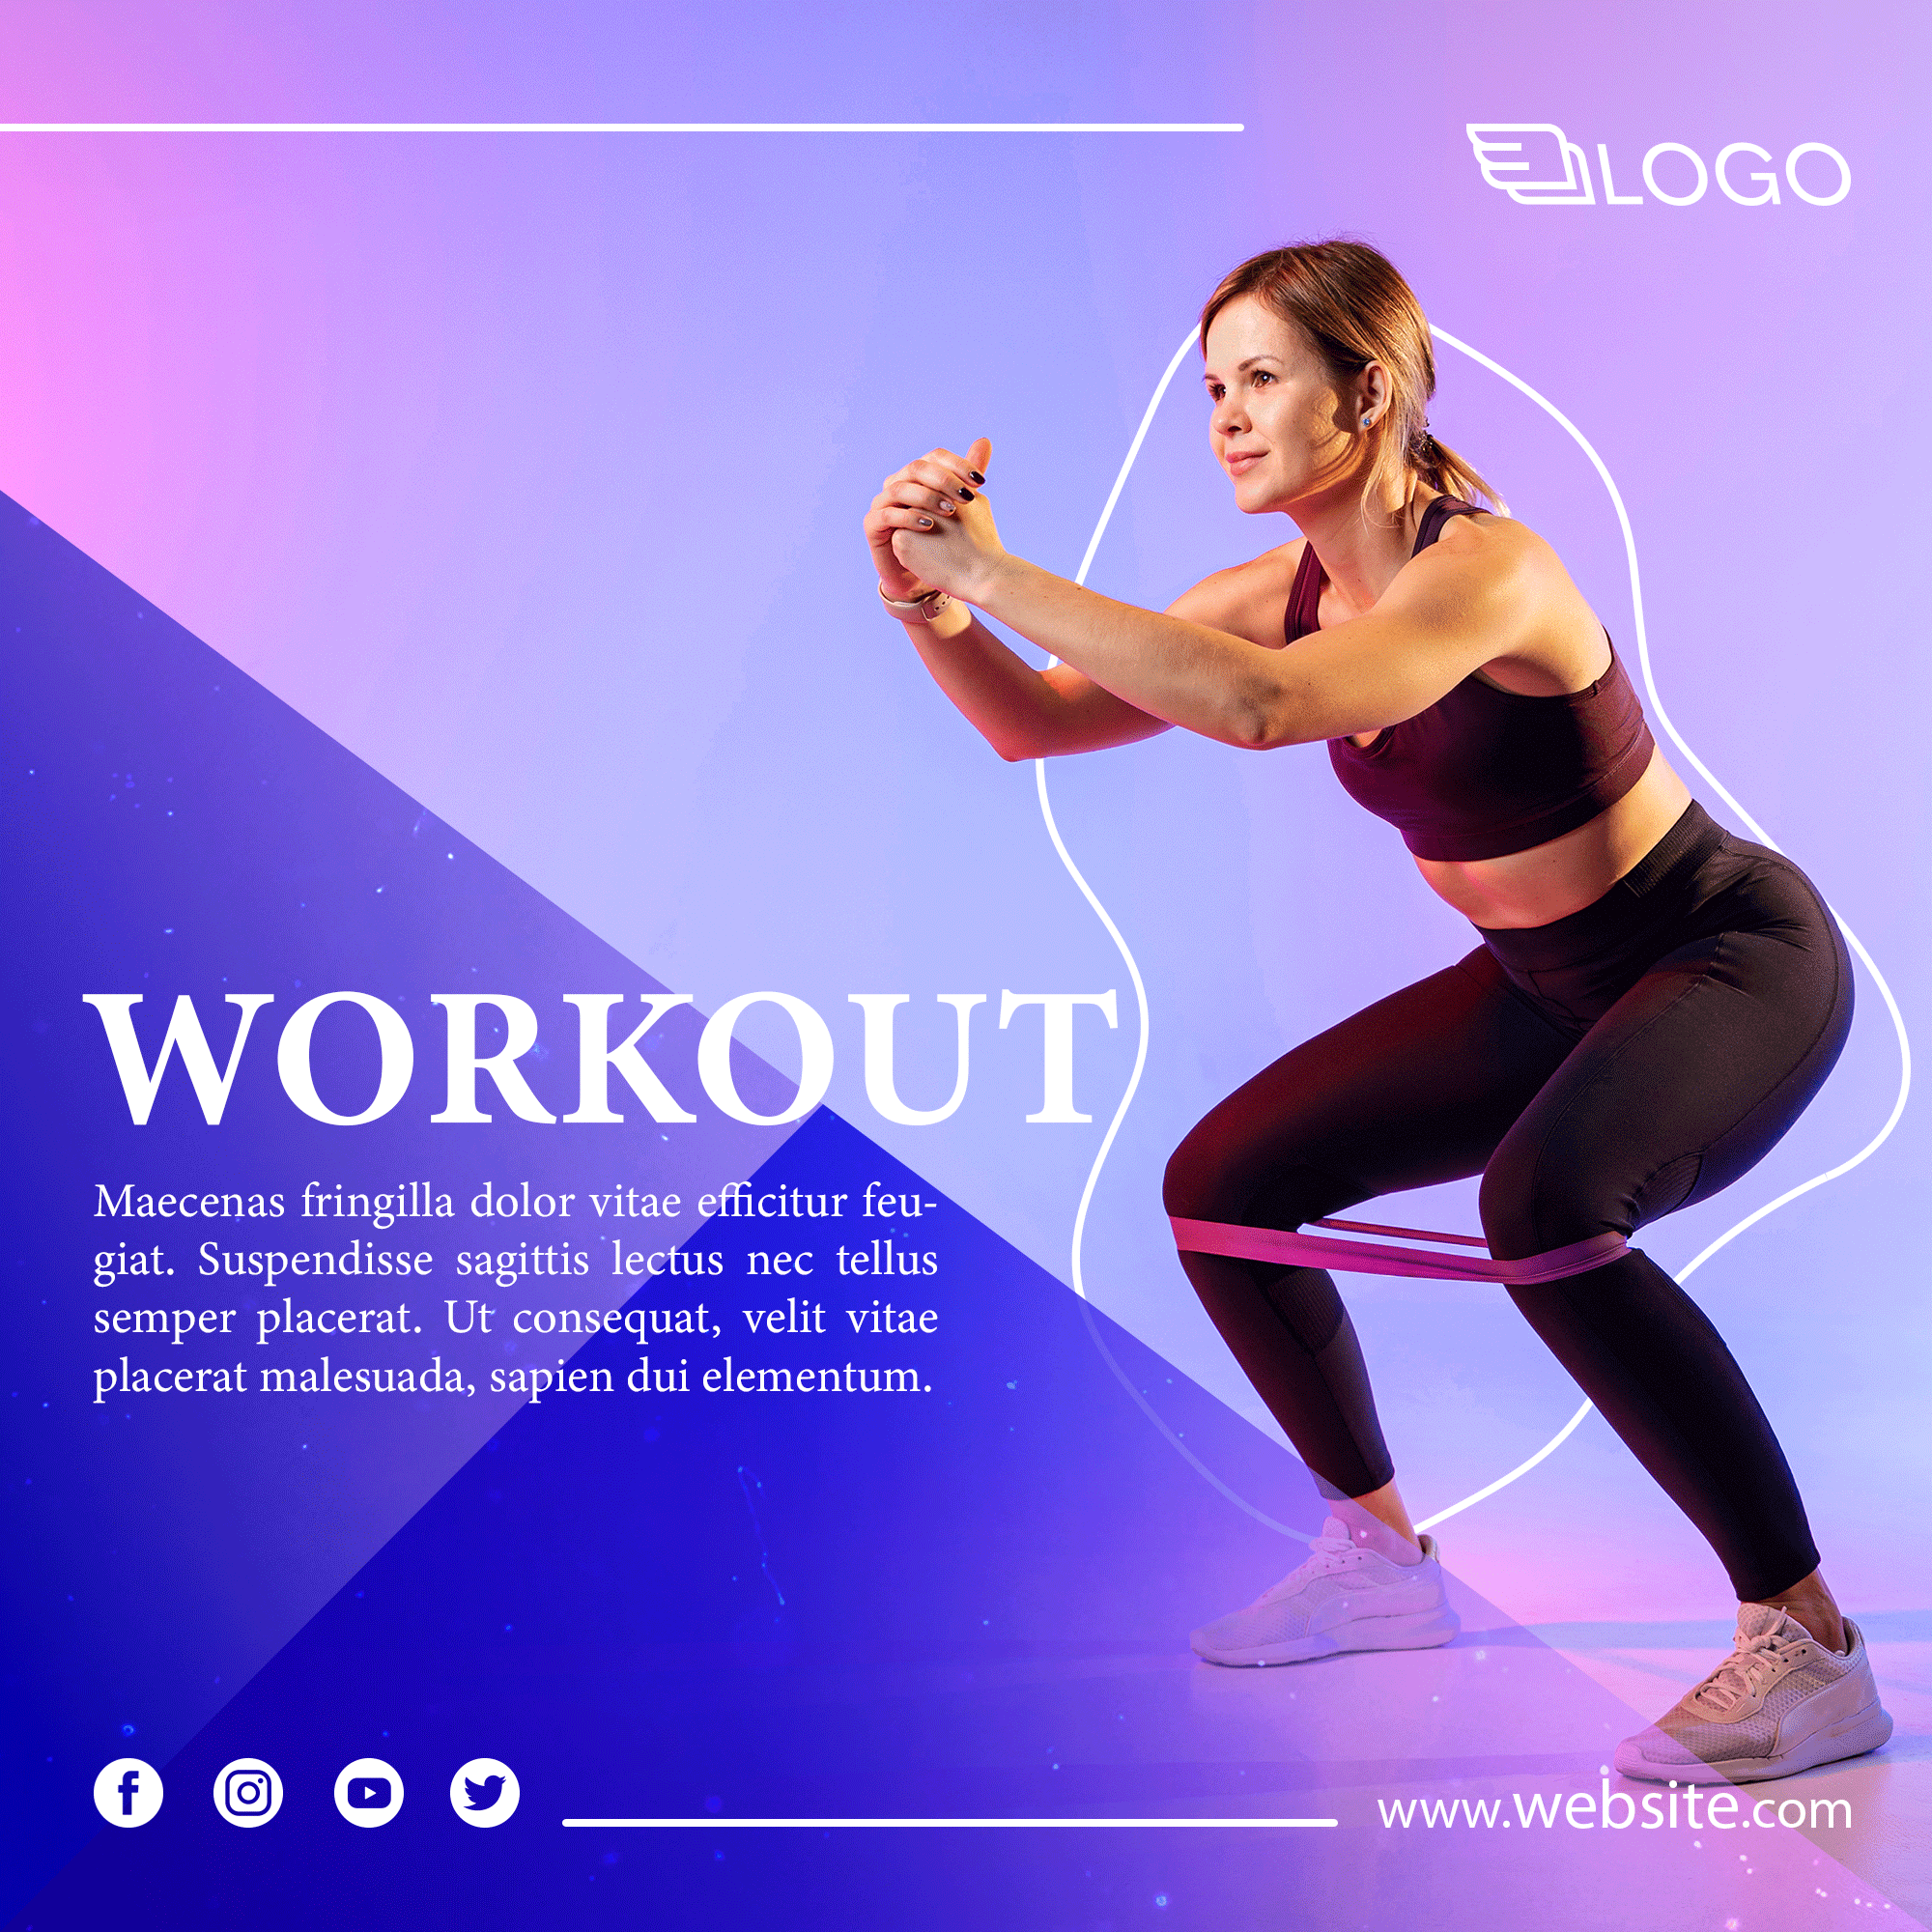 LOGO
WORKOUT
Maecenas fringilla dolor vitae efficitur feu-
giat. Suspendisse sagittis lectus nec tellus
semper placerat. Ut consequat, velit vitae
placerat malesuada, sapien dui elementum.
www.website.com